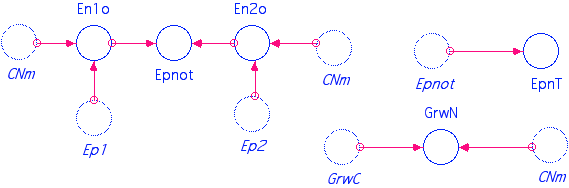 En1o
En2o
CNm
Epnot
CNm
Epnot
EpnT
GrwN
Ep1
Ep2
GrwC
CNm